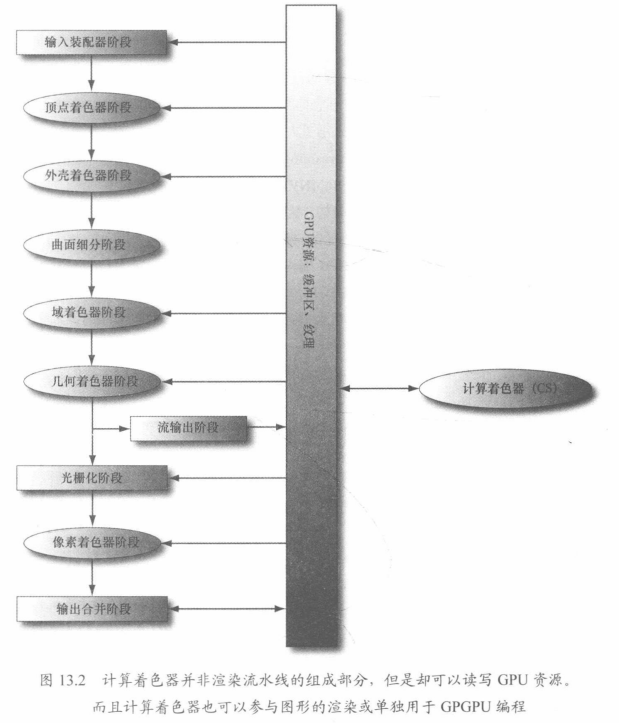 输入装配器阶段
顶点着色器阶段
外壳着色器阶段
曲面细分阶段
域着色器阶段
几何着色器阶段
流输出阶段
光栅化阶段
像素着色器阶段
输出合并阶段
GPU资源：缓冲区、纹理
计算着色器（CS）
图 13.2 计算着色器并非渲染流水线的组成部分，但是却可以读写 GPU 资源。
而且计算着色器也可以参与图形的渲染或单独用于 GPGPU 编程